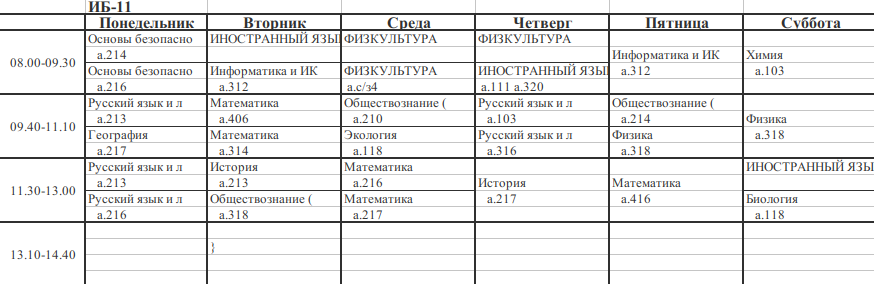 ИБ-11
Понедельник Вторник Среда Четверг Пятница Суббота
08.00-09.30
Основы безопасно ИНОСТРАННЫЙ ЯЗЫ ФИЗКУЛЬТУРА ФИЗКУЛЬТУРА
а.214 Информатика и ИК Химия
Основы безопасно Информатика и ИК ФИЗКУЛЬТУРА ИНОСТРАННЫЙ ЯЗЫ а.312 а.103
а.216 а.312 а.с/з4 а.111 а.320
09.40-11.10
Русский язык и л Математика Обществознание ( Русский язык и л Обществознание (
а.213 а.406 а.210 а.103 а.214 Физика
География Математика Экология Русский язык и л Физика а.318
а.217 а.314 а.118 а.316 а.318
11.30-13.00
Русский язык и л История Математика ИНОСТРАННЫЙ ЯЗЫ
а.213 а.213 а.216 История Математика
Русский язык и л Обществознание ( Математика а.217 а.416 Биология
а.216 а.318 а.217 а.118
13.10-14.40
}